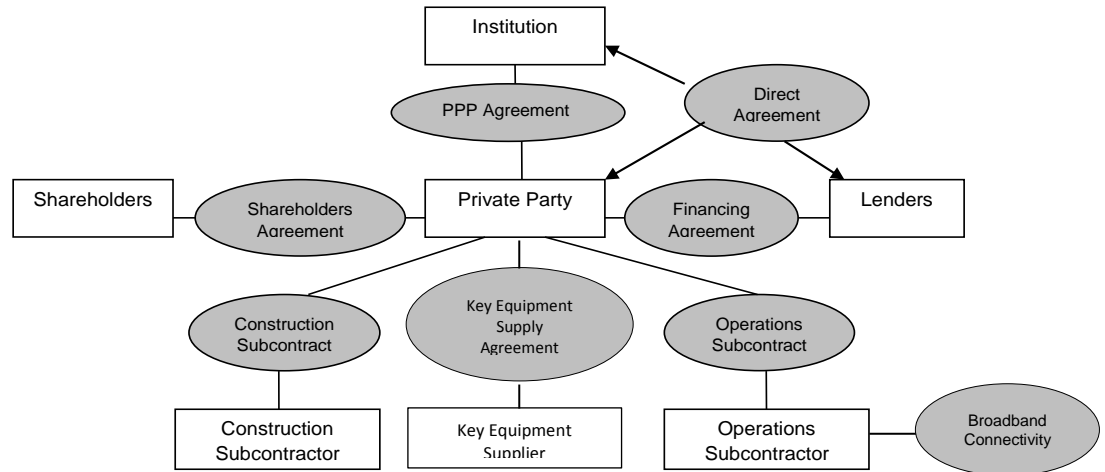 Institution
PPP Agreement
Direct
Agreement
Shareholders
Shareholders
Agreement
Private Party
Financing
Agreement
Lenders
Construction
Subcontract
Key Equipment
Supply
Agreement
Operations
Subcontract
Construction
Subcontractor
Key Equipment
Supplier
Operations
Subcontractor
Broadband
Connectivity